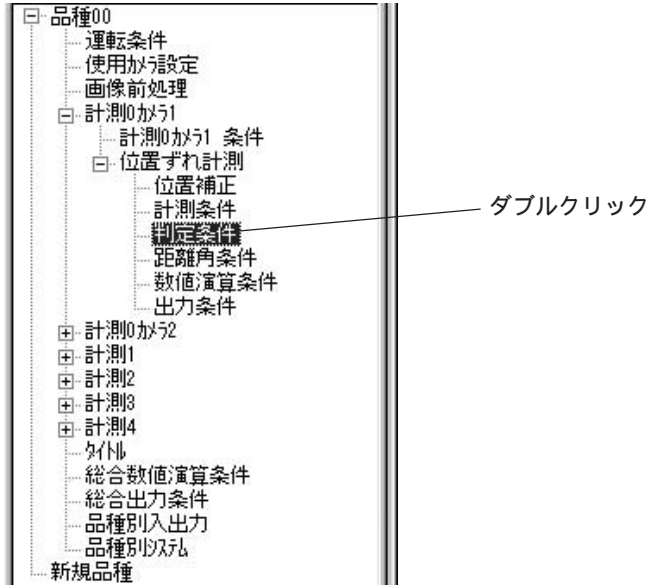 品種00
運転条件
使用ｶﾒﾗ設定
画像前処理
計測0ｶﾒﾗ1
計測0ｶﾒﾗ1 条件
位置ずれ計測
位置補正
計測条件
判定条件
ダブルクリック
距離角条件
数値演算条件
出力条件
計測0ｶﾒﾗ2
計測1
計測2
計測3
計測4
ﾀｲﾄﾙ
総合数値演算条件
総合出力条件
品種別入出力
品種別ｼｽﾃﾑ
新規品種